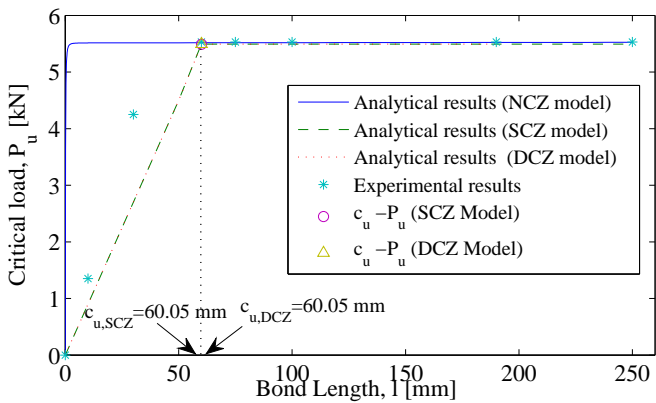 Critical load, P_u [kN]
6
5
4
3
2
1
0
Analytical results (NCZ model)
Analytical results (SCZ model)
Analytical results (DCZ model)
Experimental results
c_u −P_u (SCZ Model)
c_u −P_u (DCZ Model)
c_u,SCZ=60.05 mm
c_u,DCZ=60.05 mm
0 50 100 150 200 250
Bond Length, l [mm]